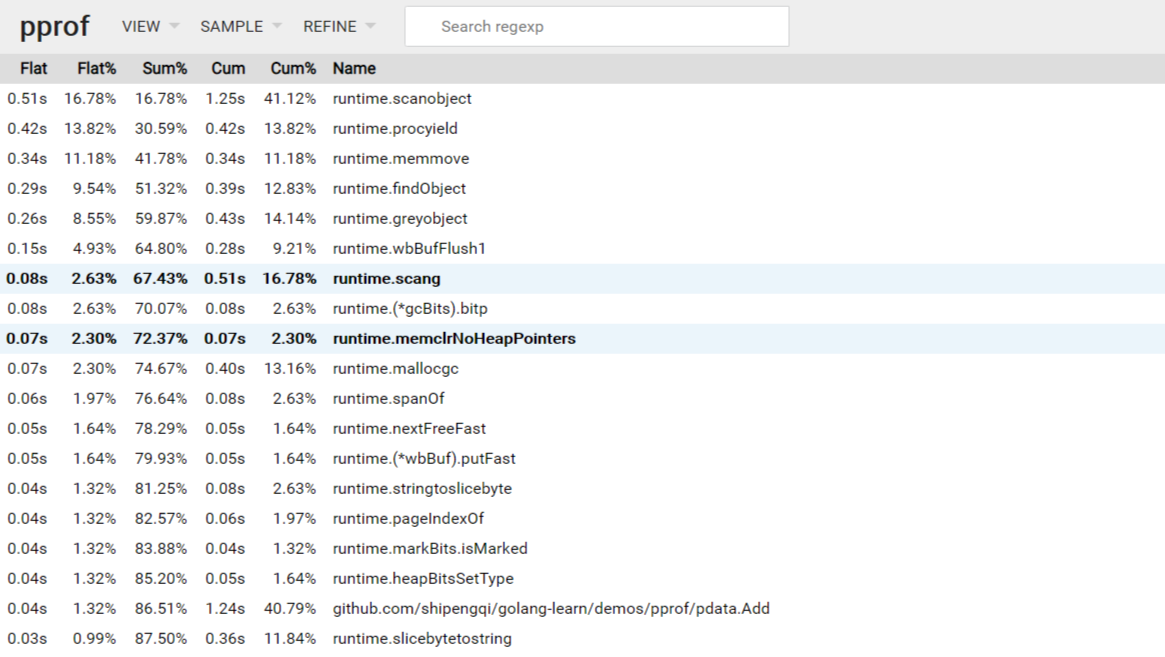 pprof VIEW SAMPLE REFINE Search regexp
Flat Flat% Sum% Cum Cum% Name
0.51s 16.78% 16.78% 1.25s 41.12% runtime.scanobject
0.42s 13.82% 30.59% 0.42s 13.82% runtime.procyield
0.34s 11.18% 41.78% 0.34s 11.18% runtime.memmove
0.29s 9.54% 51.32% 0.39s 12.83% runtime.findObject
0.26s 8.55% 59.87% 0.43s 14.14% runtime.greyobject
0.15s 4.93% 64.80% 0.28s 9.21% runtime.wbBufFlush1
0.08s 2.63% 67.43% 0.51s 16.78% runtime.scang
0.08s 2.63% 70.07% 0.08s 2.63% runtime.(*gcBits).bitp
0.07s 2.30% 72.37% 0.07s 2.30% runtime.memclrNoHeapPointers
0.07s 2.30% 74.67% 0.40s 13.16% runtime.mallocgc
0.06s 1.97% 76.64% 0.08s 2.63% runtime.spanOf
0.05s 1.64% 78.29% 0.05s 1.64% runtime.nextFreeFast
0.05s 1.64% 79.93% 0.05s 1.64% runtime.(*wbBuf).putFast
0.04s 1.32% 81.25% 0.08s 2.63% runtime.stringtoslicebyte
0.04s 1.32% 82.57% 0.06s 1.97% runtime.pageIndexOf
0.04s 1.32% 83.88% 0.04s 1.32% runtime.markBits.isMarked
0.04s 1.32% 85.20% 0.05s 1.64% runtime.heapBitsSetType
0.04s 1.32% 86.51% 1.24s 40.79% github.com/shipengqi/golang-learn/demos/pprof/pdata.Add
0.03s 0.99% 87.50% 0.36s 11.84% runtime.slicebytetostring